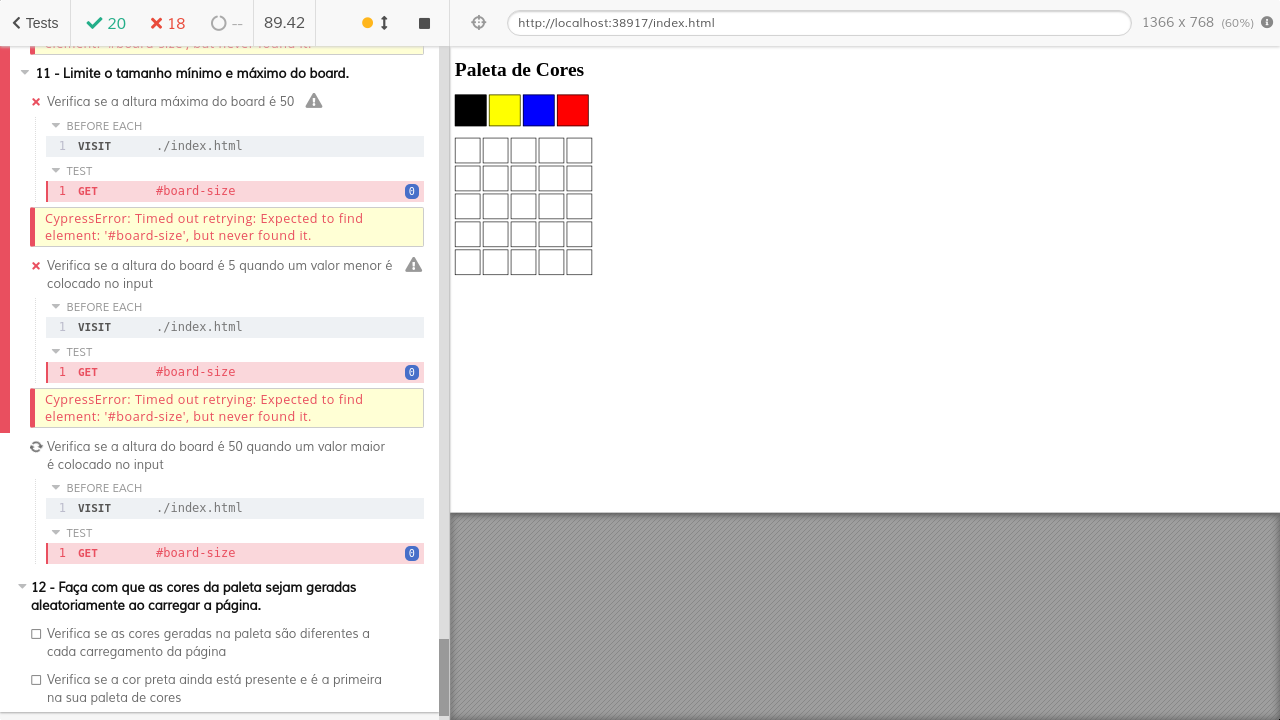 Tests
20
18
--
89.42
http://localhost:38917/index.html
1366 x 768 (60%)
element: '#board-size', but never found it.
11 - Limite o tamanho mínimo e máximo do board.
Verifica se a altura máxima do board é 50
BEFORE EACH
1 VISIT ./index.html
TEST
1 GET #board-size 0
CypressError: Timed out retrying: Expected to find
element: '#board-size', but never found it.
Verifica se a altura do board é 5 quando um valor menor é
colocado no input
BEFORE EACH
1 VISIT ./index.html
TEST
1 GET #board-size 0
CypressError: Timed out retrying: Expected to find
element: '#board-size', but never found it.
Verifica se a altura do board é 50 quando um valor maior
é colocado no input
BEFORE EACH
1 VISIT ./index.html
TEST
1 GET #board-size 0
12 - Faça com que as cores da paleta sejam geradas
aleatoriamente ao carregar a página.
Verifica se as cores geradas na paleta são diferentes a
cada carregamento da página
Verifica se a cor preta ainda está presente e é a primeira
na sua paleta de cores
Paleta de Cores